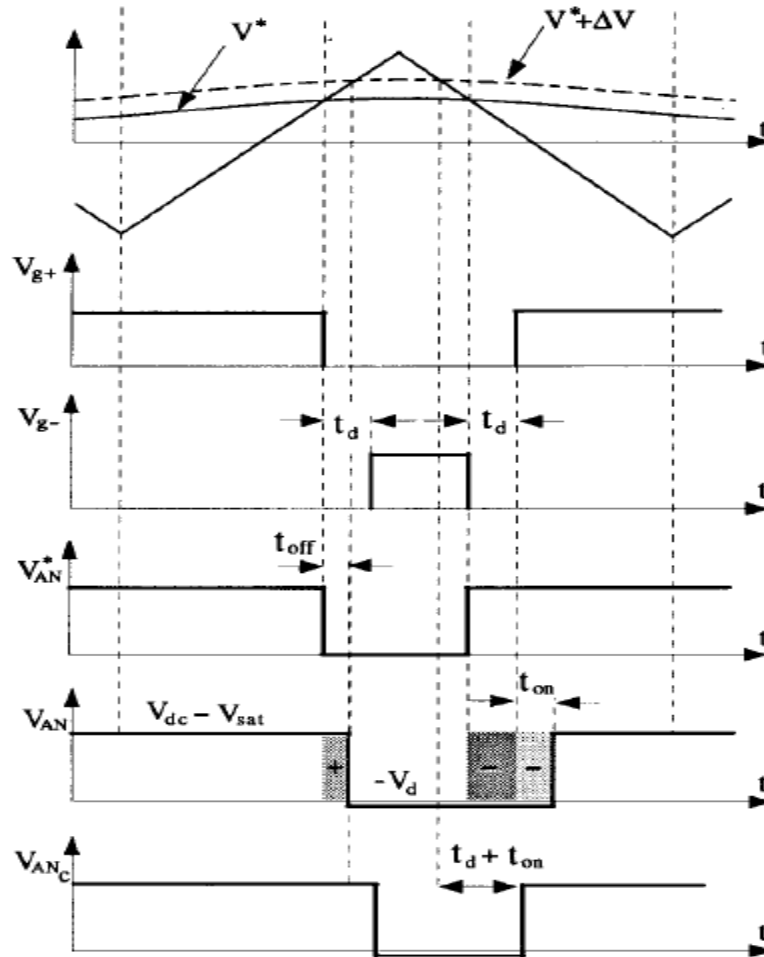 V* V*+ΔV
t
Vg+
t
Vg-
td td
t
toff
V*AN
t
ton
VAN Vdc – Vsat
+ - Vd – –
t
td + ton
VANC
t